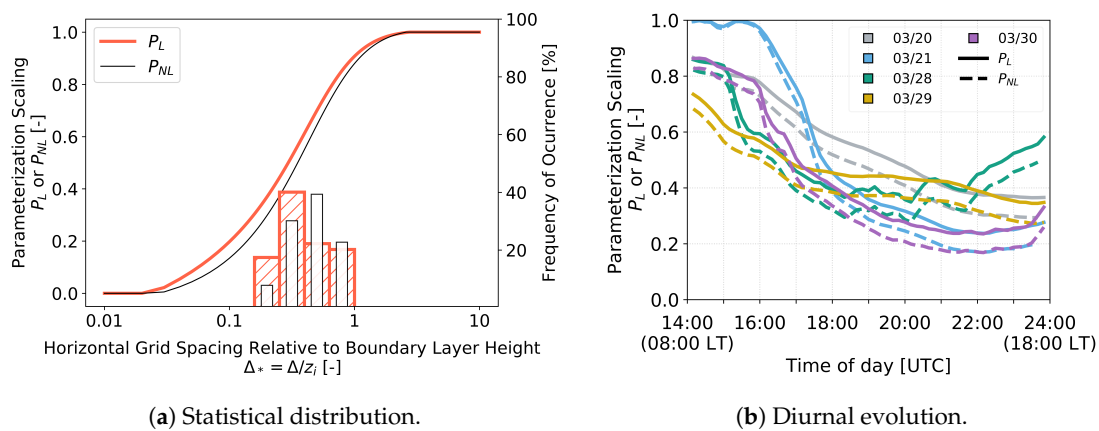 Parameterization Scaling
P_L or P_NL [-]
1.0
0.8
0.6
0.4
0.2
0.0
P_L
P_NL
100
80
60
40
20
Frequency of Ocurrence [%]
0.01
0.1
1
10
Horizontal Grid Spacing Relative to Boundary Layer Height
Δ* = Δ/z_i [-]
(a) Statistical distribution.
Parameterization Scaling
P_L or P_NL [-]
1.0
0.8
0.6
0.4
0.2
0.0
03/20
03/21
03/28
03/29
03/30
P_L
P_NL
14:00 16:00 18:00 20:00 22:00 24:00
(08:00 LT) (18:00 LT)
Time of day [UTC]
(b) Diurnal evolution.